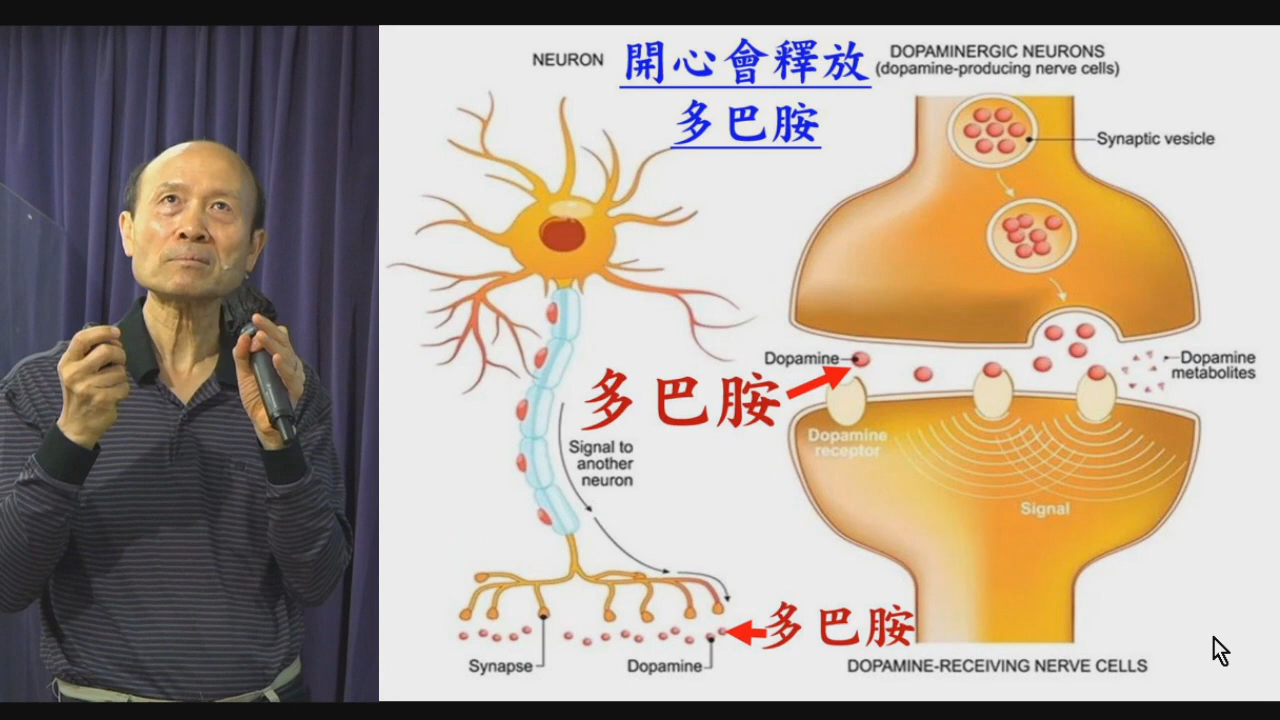 NEURON
開心會釋放
多巴胺
DOPAMINERGIC NEURONS
(dopamine-producing nerve cells)
Synaptic vesicle
Dopamine
Dopamine
metabolites
多巴胺
Dopamine
receptor
Signal to
another
neuron
Signal
多巴胺
Synapse
Dopamine
DOPAMINE-RECEIVING NERVE CELLS